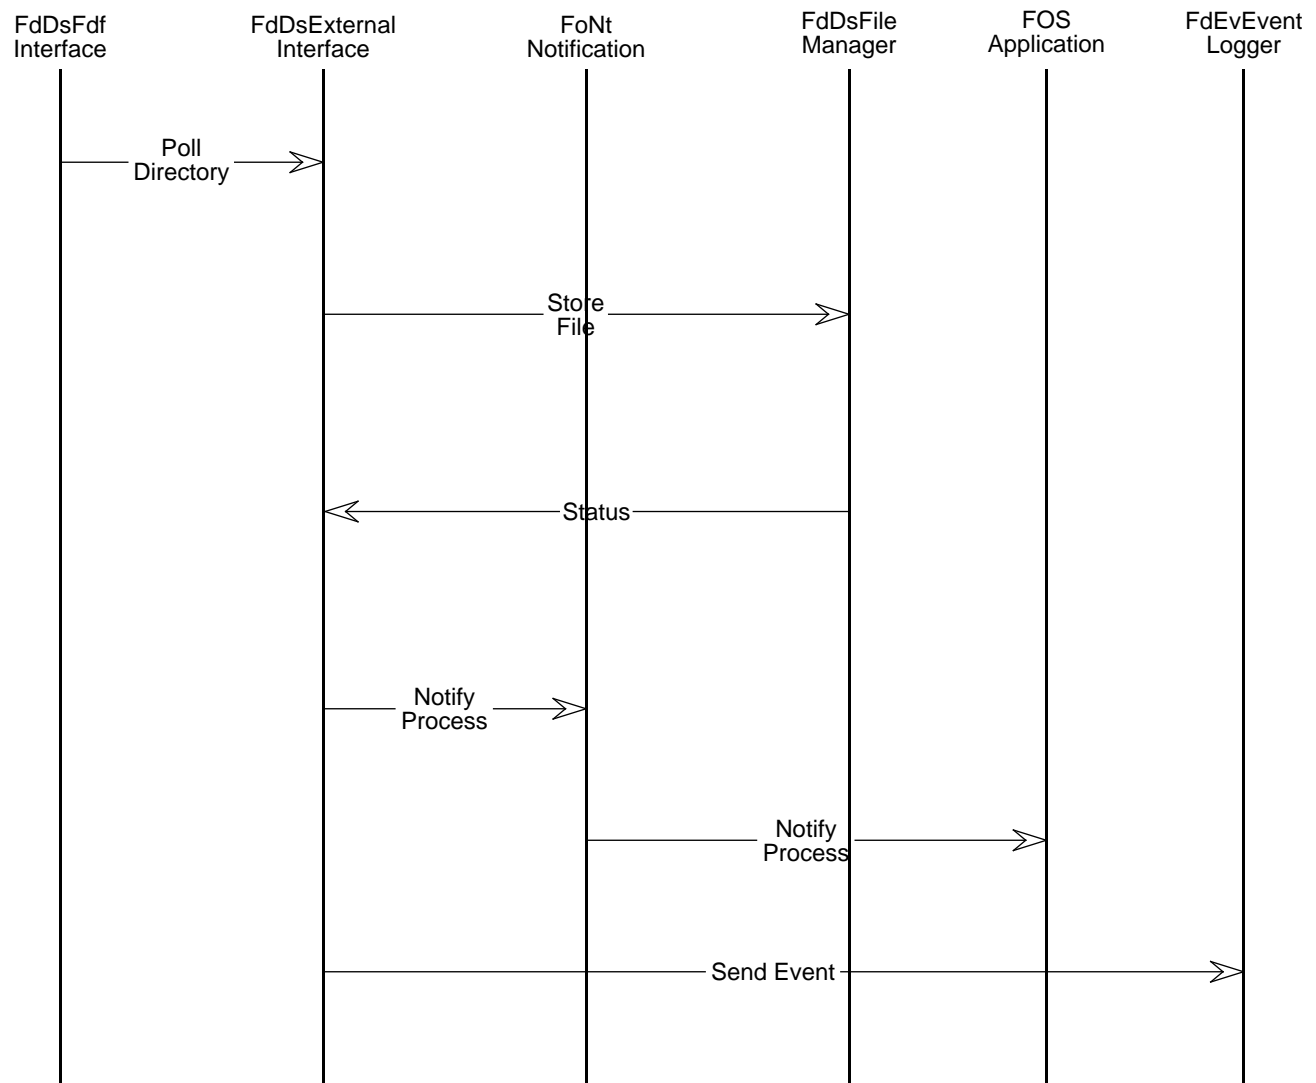 FdDsFdf
Interface
FdDsExternal
Interface
FoNt
Notification
FdDsFile
Manager
FOS
Application
FdEvEvent
Logger
Poll
Directory
Store
File
Status
Notify
Process
Notify
Process
Send Event